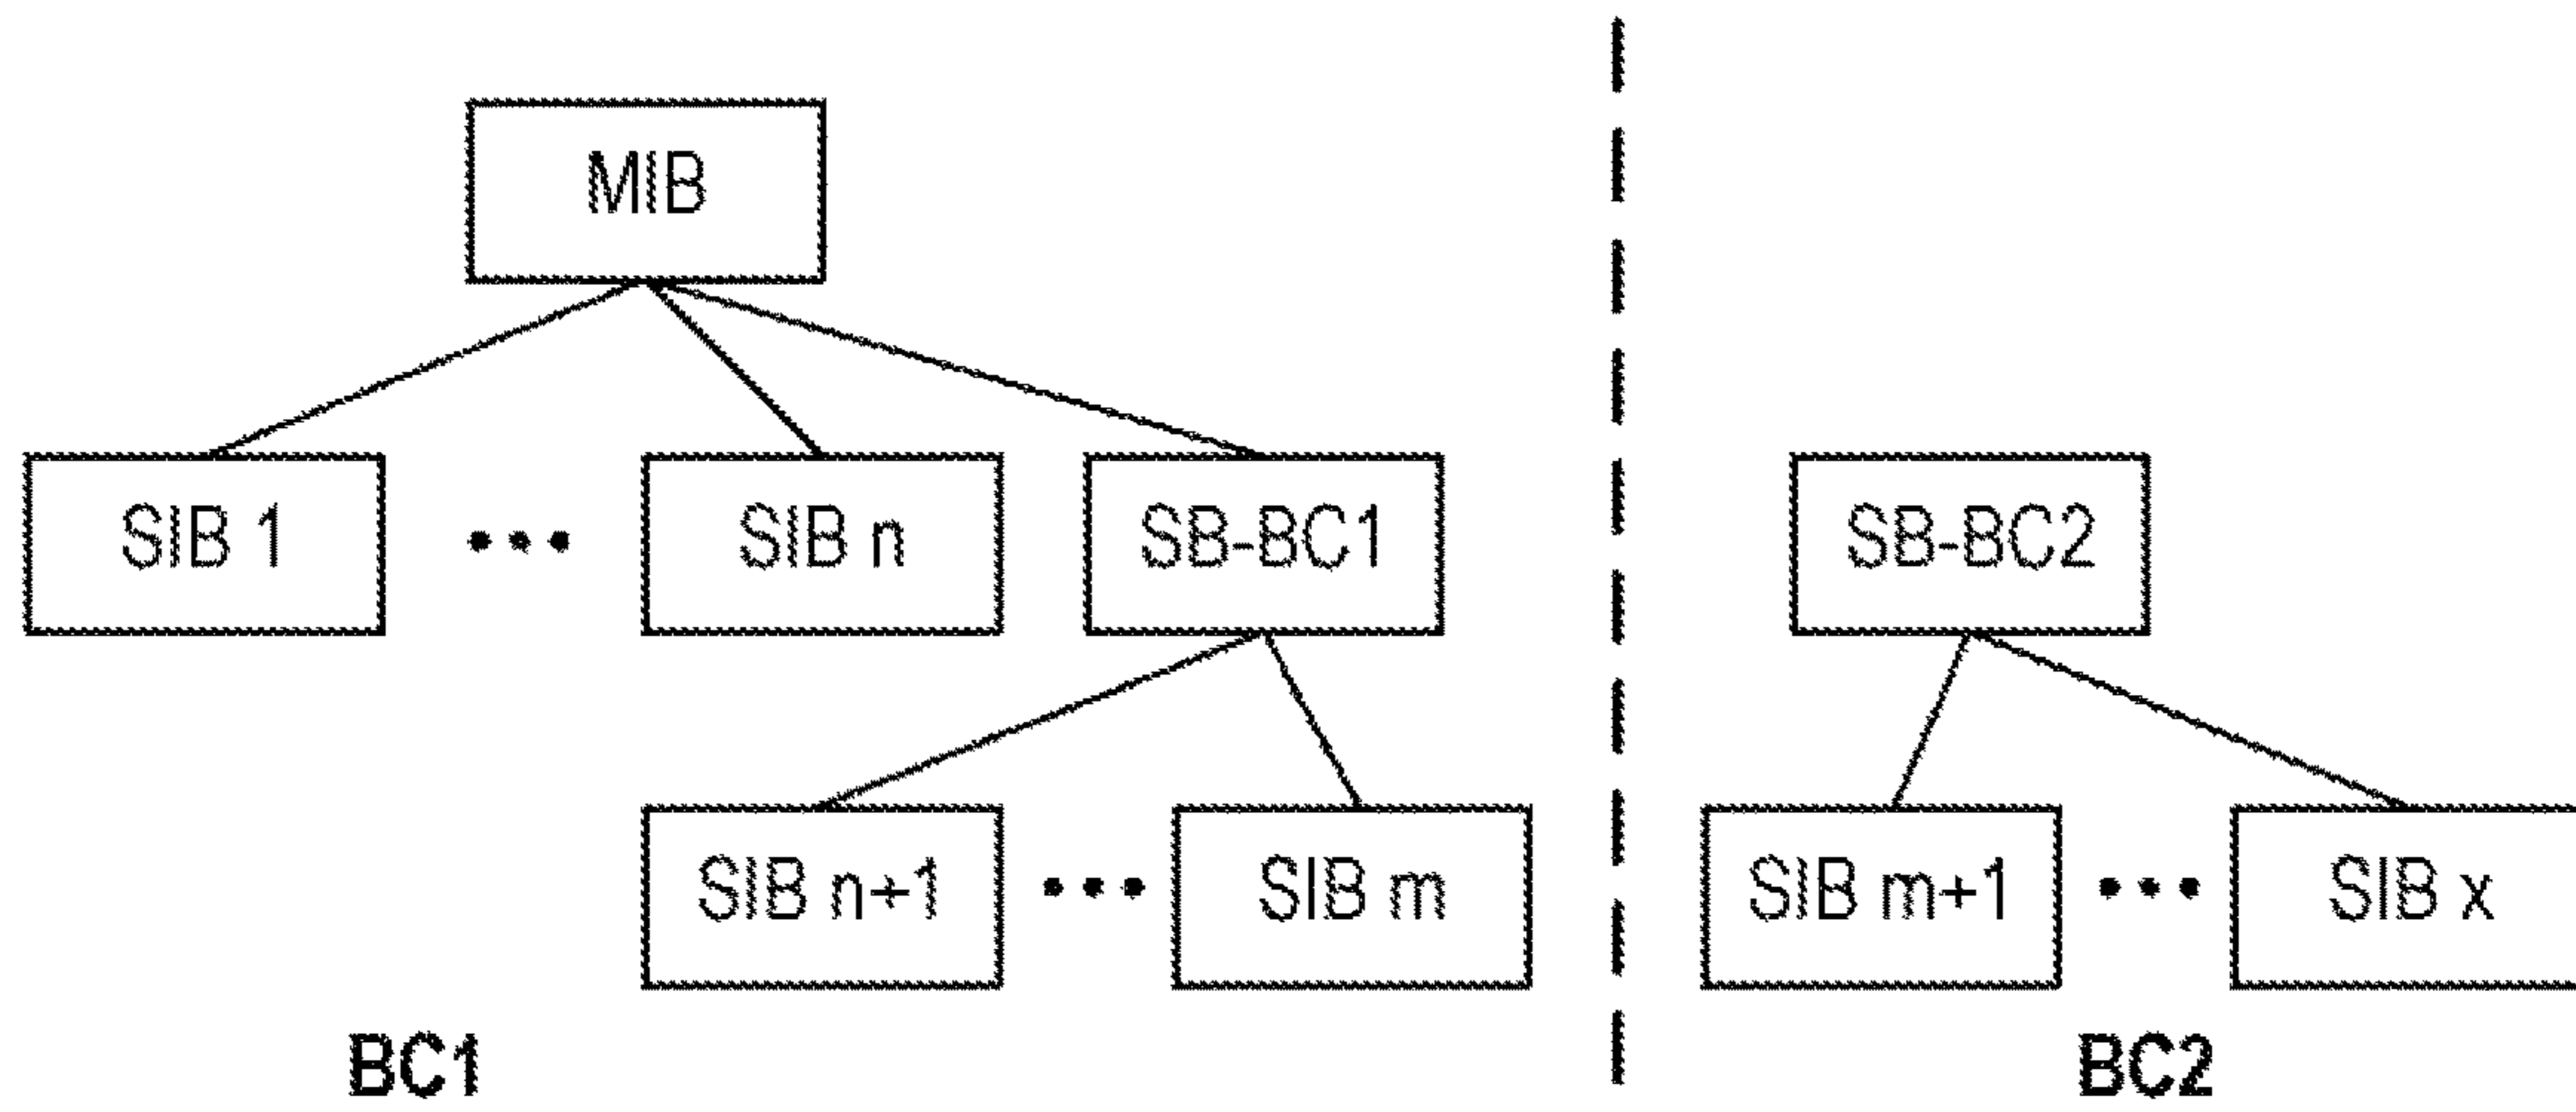 MIB
SIB 1 ••• SIB n SB-BC1 SB-BC2
SIB n+1 ••• SIB m SIB m+1 ••• SIB x
BC1 BC2